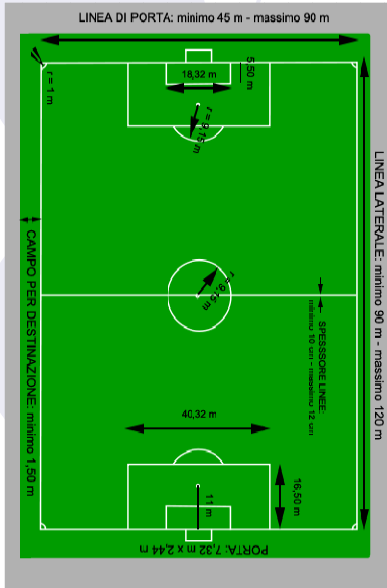 LINEA DI PORTA: minimo 45 m - massimo 90 m
5,50 m
18,32 m
r = 1 m
r = 9,15 m
LINEA LATERALE: minimo 90 m - massimo 120 m
CAMPO PER DESTINAZIONE: minimo 1,50 m
r = 9,15 m
SPESSSORE LINEE:
minimo 10 cm - massimo 12 cm
40,32 m
16,50 m
11 m
PORTA: 7,32 m x 2,44 m